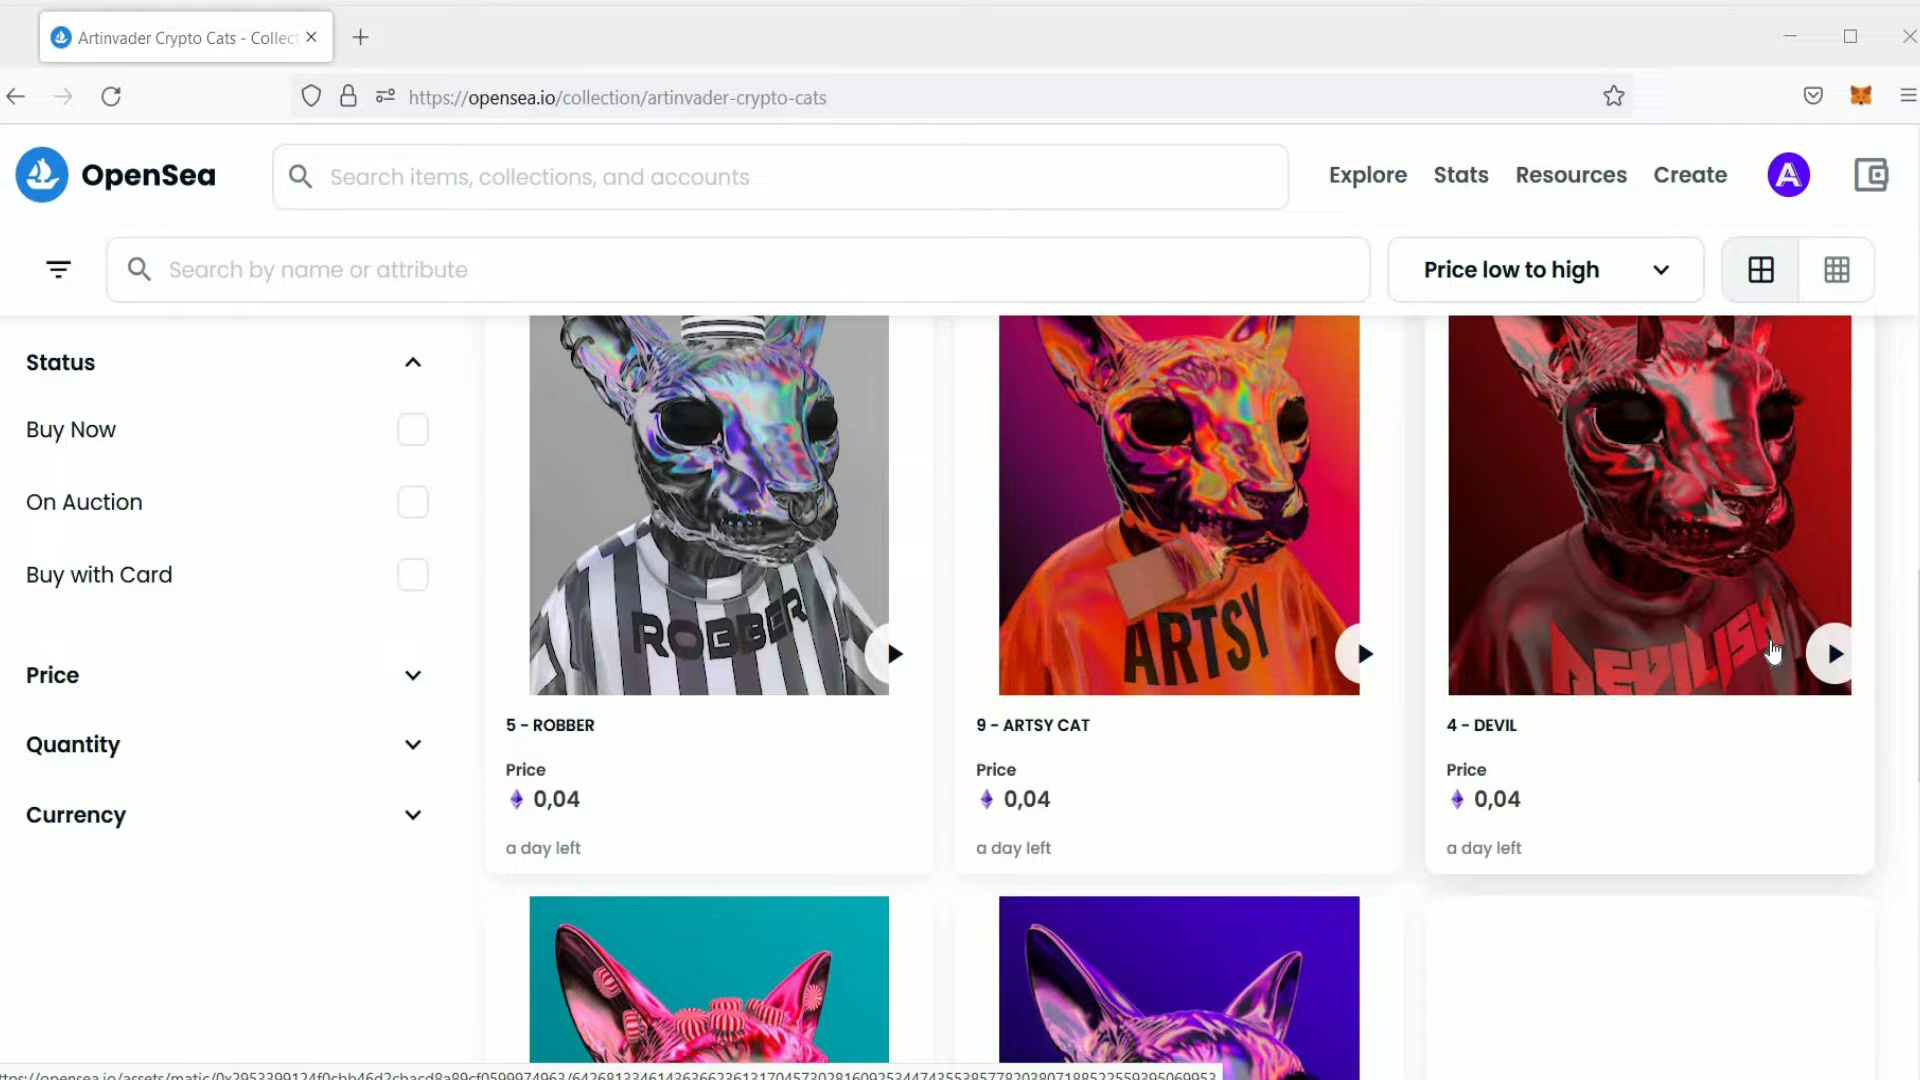 Artinvader Crypto Cats - Collect
https://opensea.io/collection/artinvader-crypto-cats
OpenSea
Search items, collections, and accounts
Explore
Stats
Resources
Create
A
Search by name or attribute
Price low to high
Status
Buy Now
On Auction
Buy with Card
Price
Quantity
Currency
ROBBER
ARTSY
DEVILISH
5 - ROBBER
9 - ARTSY CAT
4 - DEVIL
Price
Price
Price
0,04
0,04
0,04
a day left
a day left
a day left